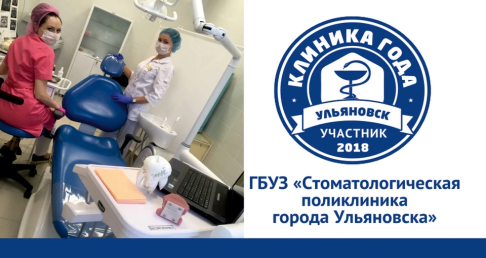 КЛИНИКА ГОДА
УЛЬЯНОВСК
УЧАСТНИК
2018
ГБУЗ «Стоматологическая
поликлиника
города Ульяновска»